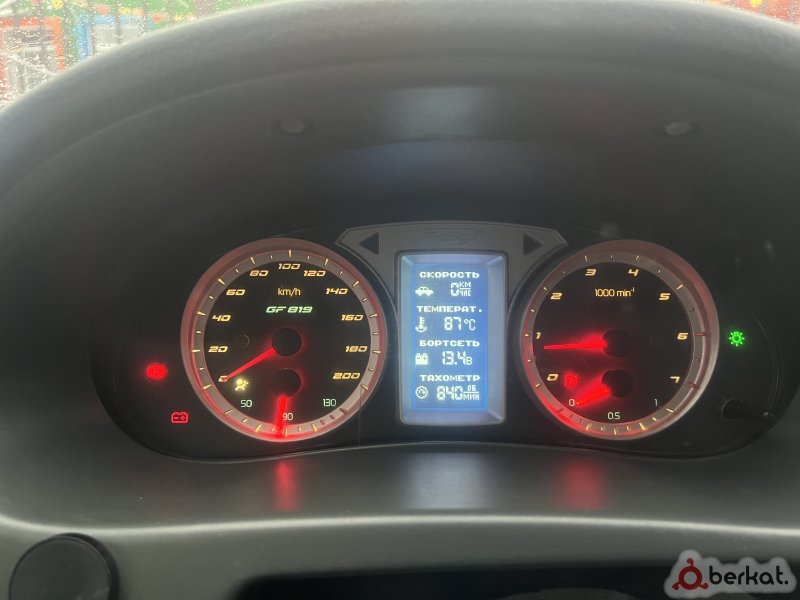 80 100 120
60 km/h 140
40 GF 819 160
20 180
0 200
50 90 130
СКОРОСТЬ
0 КМ
ЧАС
ТЕМПЕРАТ.
87°C
БОРТСЕТЬ
13.4В
ТАХОМЕТР
840 ОБ
МИН
3 4
2 1000 min-1 5
1 6
0 7
0 0.5 1
berkat.